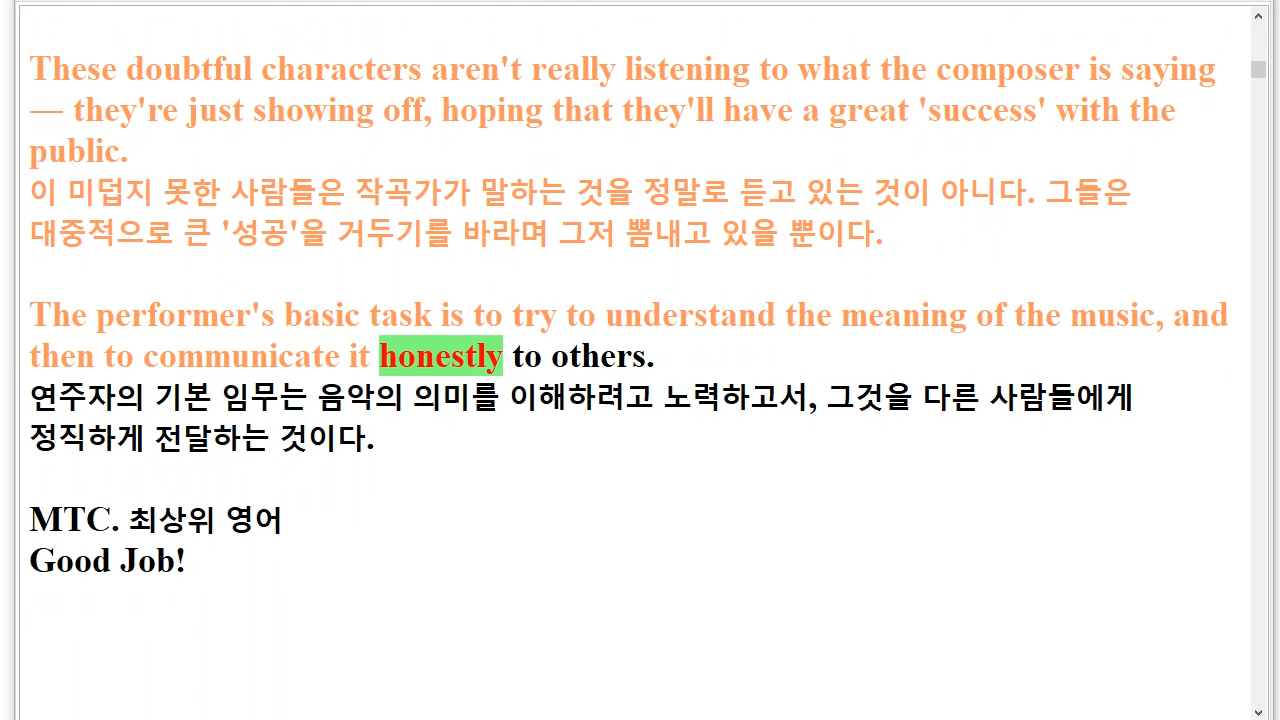 These doubtful characters aren't really listening to what the composer is saying
— they're just showing off, hoping that they'll have a great 'success' with the
public.
이 미덥지 못한 사람들은 작곡가가 말하는 것을 정말로 듣고 있는 것이 아니다. 그들은
대중적으로 큰 '성공'을 거두기를 바라며 그저 뽐내고 있을 뿐이다.
The performer's basic task is to try to understand the meaning of the music, and
then to communicate it honestly to others.
연주자의 기본 임무는 음악의 의미를 이해하려고 노력하고서, 그것을 다른 사람들에게
정직하게 전달하는 것이다.
MTC. 최상위 영어
Good Job!